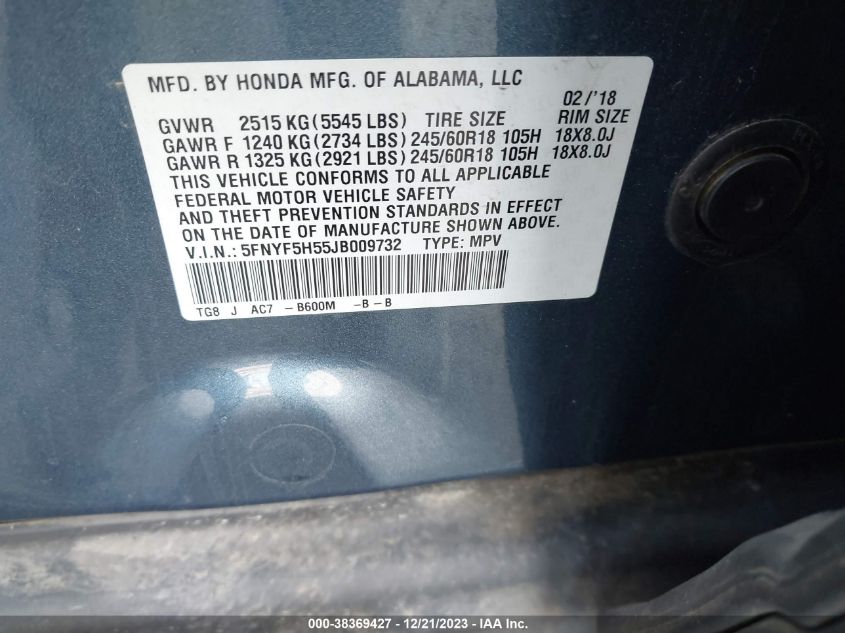 MFD. BY HONDA MFG. OF ALABAMA, LLC
02/'18
GVWR 2515 KG (5545 LBS) TIRE SIZE RIM SIZE
GAWR F 1240 KG (2734 LBS) 245/60R18 105H 18X8.0J
GAWR R 1325 KG (2921 LBS) 245/60R18 105H 18X8.0J
THIS VEHICLE CONFORMS TO ALL APPLICABLE
FEDERAL MOTOR VEHICLE SAFETY
AND THEFT PREVENTION STANDARDS IN EFFECT
ON THE DATE OF MANUFACTURE SHOWN ABOVE.
V.I.N.: 5FNYF5H55JB009732 TYPE: MPV
TG8 J AC7 - B600M -B-B
000-38369427 - 12/21/2023 - IAA Inc.